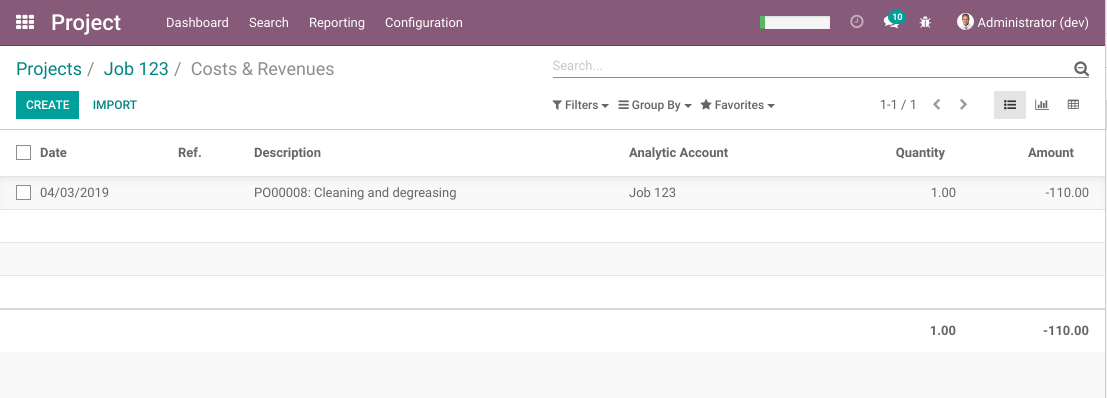 Project Dashboard Search Reporting Configuration 10 Administrator (dev)
Projects / Job 123 / Costs & Revenues Search...
CREATE IMPORT Filters Group By Favorites 1-1 / 1
Date Ref. Description Analytic Account Quantity Amount
04/03/2019 PO00008: Cleaning and degreasing Job 123 1.00 -110.00
1.00 -110.00